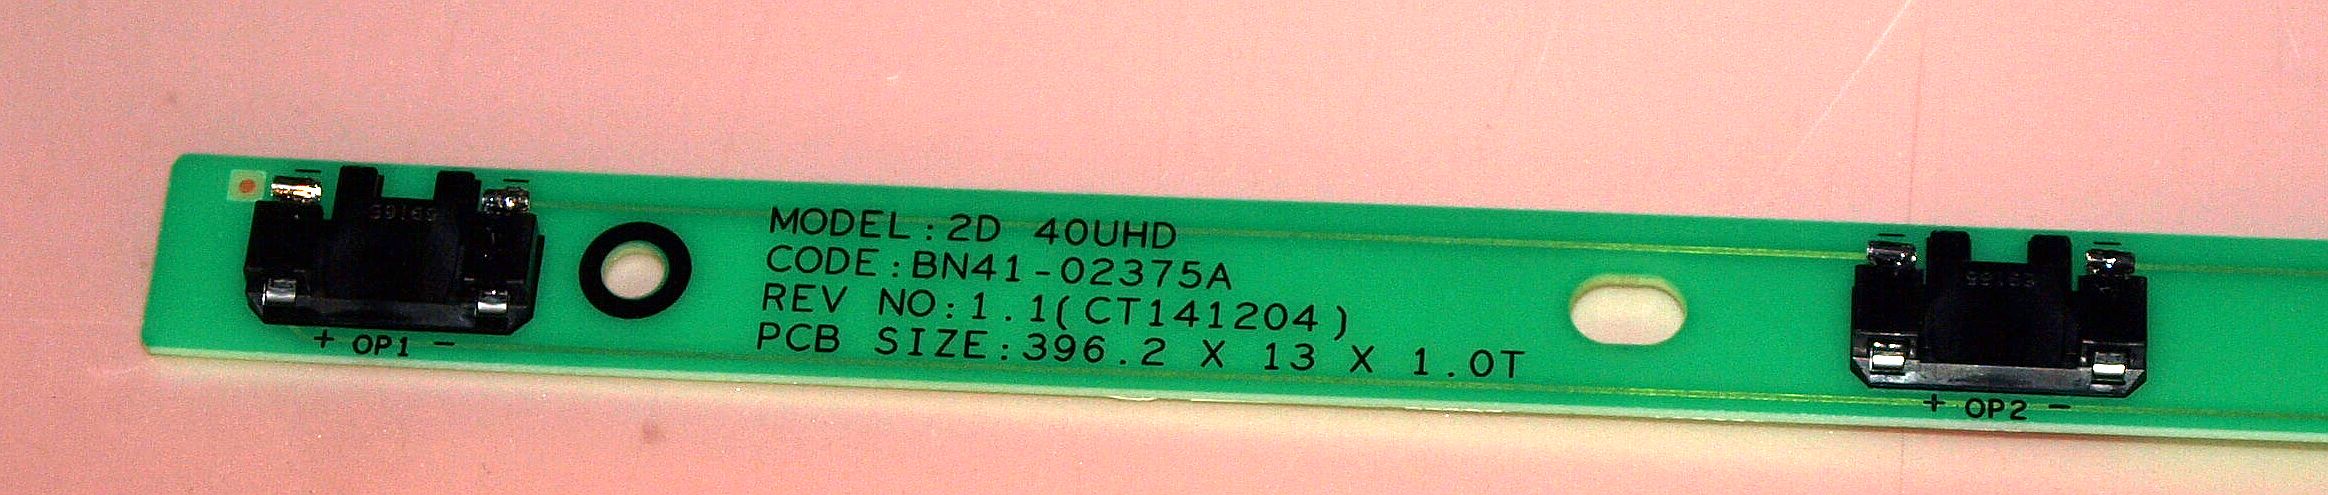 MODEL:2D 40UHD
CODE:BN41-02375A
REV NO:1.1(CT141204)
PCB SIZE:396.2 X 13 X 1.0T
+ OP1 -
+ OP2 -